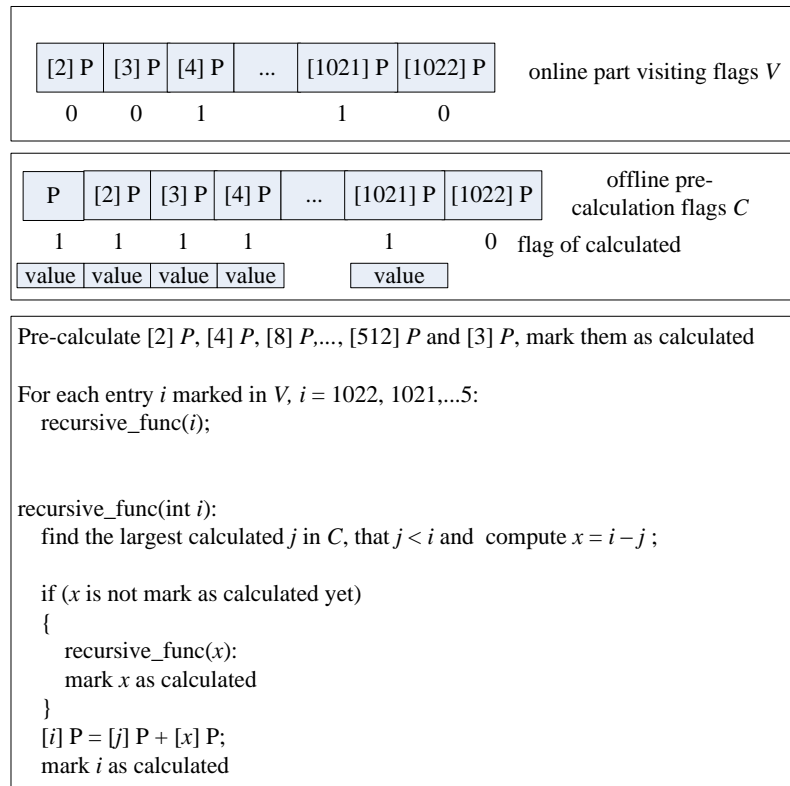 [2] P [3] P [4] P ... [1021] P [1022] P online part visiting flags V
0 0 1 1 0
P [2] P [3] P [4] P ... [1021] P [1022] P offline pre-
calculation flags C
1 1 1 1 1 0 flag of calculated
value value value value value
Pre-calculate [2] P, [4] P, [8] P,..., [512] P and [3] P, mark them as calculated
For each entry i marked in V, i = 1022, 1021,...5:
recursive_func(i);
recursive_func(int i):
find the largest calculated j in C, that j < i and compute x = i – j ;
if (x is not mark as calculated yet)
{
recursive_func(x):
mark x as calculated
}
[i] P = [j] P + [x] P;
mark i as calculated